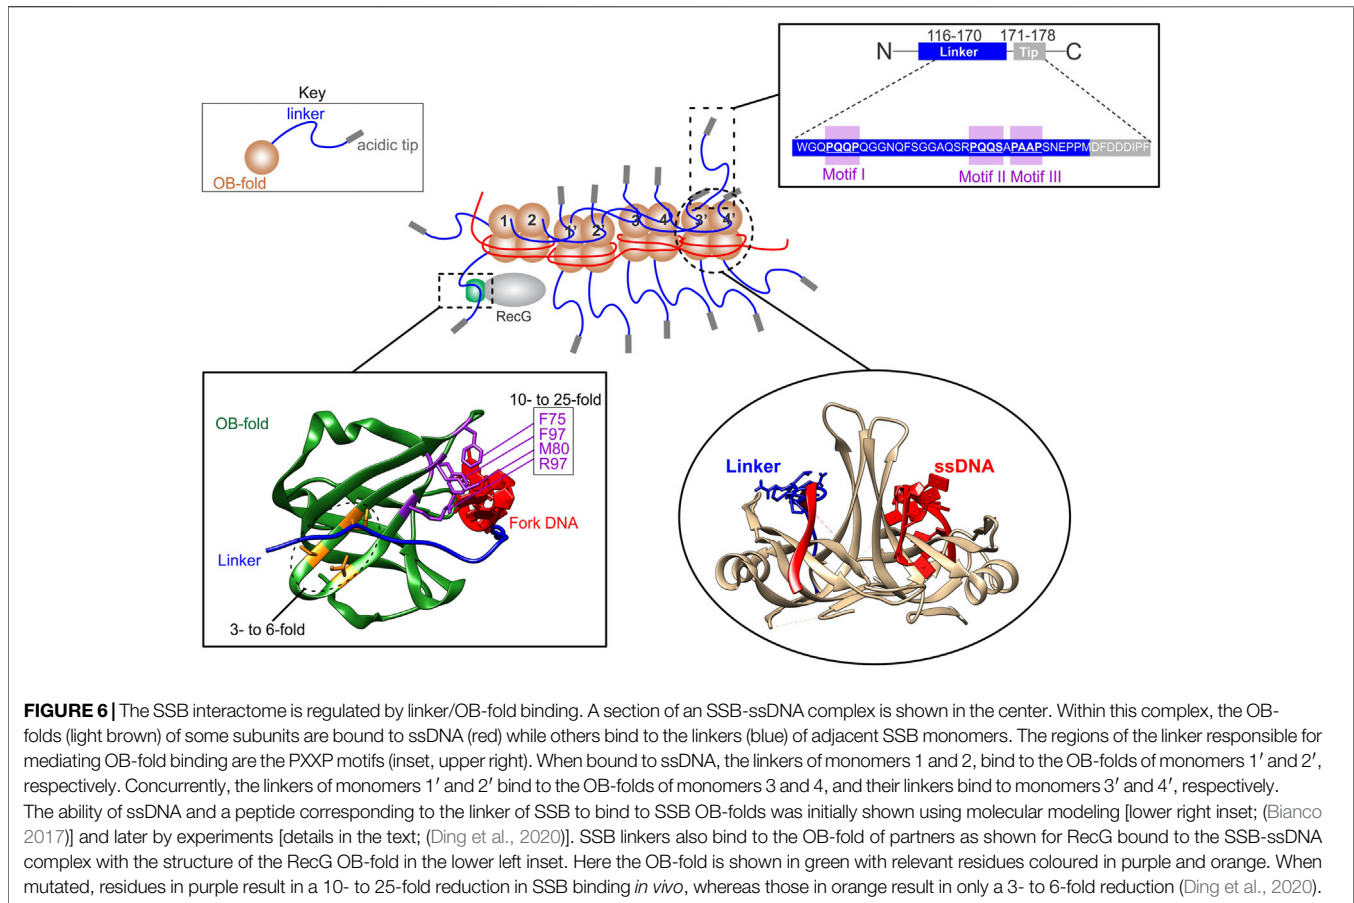 Key
linker
acidic tip
OB-fold
116-170 171-178
N Linker Tip C
WGQPQQPQGGNQFSGGAQSRPQQSAPAAPSNEPPMDFDDDIPF
Motif I Motif II Motif III
1 2 1' 2' 3 4 3' 4'
RecG
OB-fold
10- to 25-fold
F75
F97
M80
R97
Fork DNA
Linker
3- to 6-fold
Linker
ssDNA
FIGURE 6 | The SSB interactome is regulated by linker/OB-fold binding. A section of an SSB-ssDNA complex is shown in the center. Within this complex, the OB-
folds (light brown) of some subunits are bound to ssDNA (red) while others bind to the linkers (blue) of adjacent SSB monomers. The regions of the linker responsible for
mediating OB-fold binding are the PXXP motifs (inset, upper right). When bound to ssDNA, the linkers of monomers 1 and 2, bind to the OB-folds of monomers 1′ and 2′,
respectively. Concurrently, the linkers of monomers 1′ and 2′ bind to the OB-folds of monomers 3 and 4, and their linkers bind to monomers 3′ and 4′, respectively.
The ability of ssDNA and a peptide corresponding to the linker of SSB to bind to SSB OB-folds was initially shown using molecular modeling [lower right inset; (Bianco
2017)] and later by experiments [details in the text; (Ding et al., 2020)]. SSB linkers also bind to the OB-fold of partners as shown for RecG bound to the SSB-ssDNA
complex with the structure of the RecG OB-fold in the lower left inset. Here the OB-fold is shown in green with relevant residues coloured in purple and orange. When
mutated, residues in purple result in a 10- to 25-fold reduction in SSB binding in vivo, whereas those in orange result in only a 3- to 6-fold reduction (Ding et al., 2020).